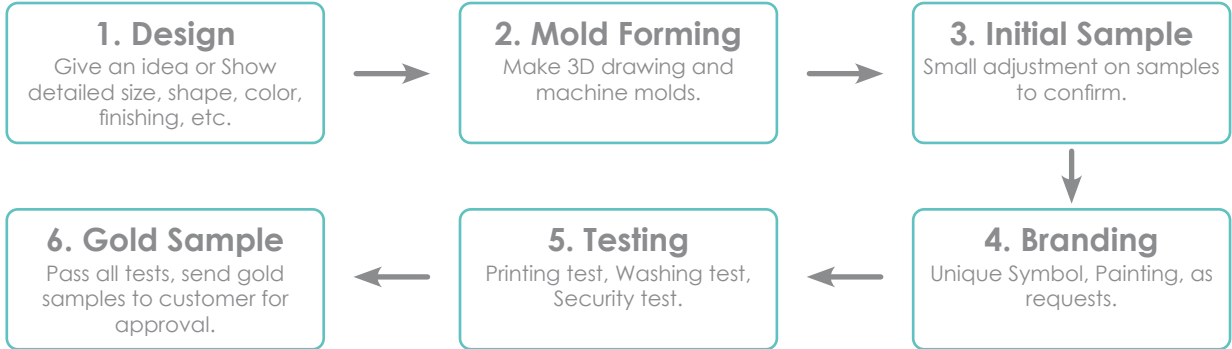 1. Design
Give an idea or Show
detailed size, shape, color,
finishing, etc.
2. Mold Forming
Make 3D drawing and
machine molds.
3. Initial Sample
Small adjustment on samples
to confirm.
4. Branding
Unique Symbol, Painting, as
requests.
5. Testing
Printing test, Washing test,
Security test.
6. Gold Sample
Pass all tests, send gold
samples to customer for
approval.